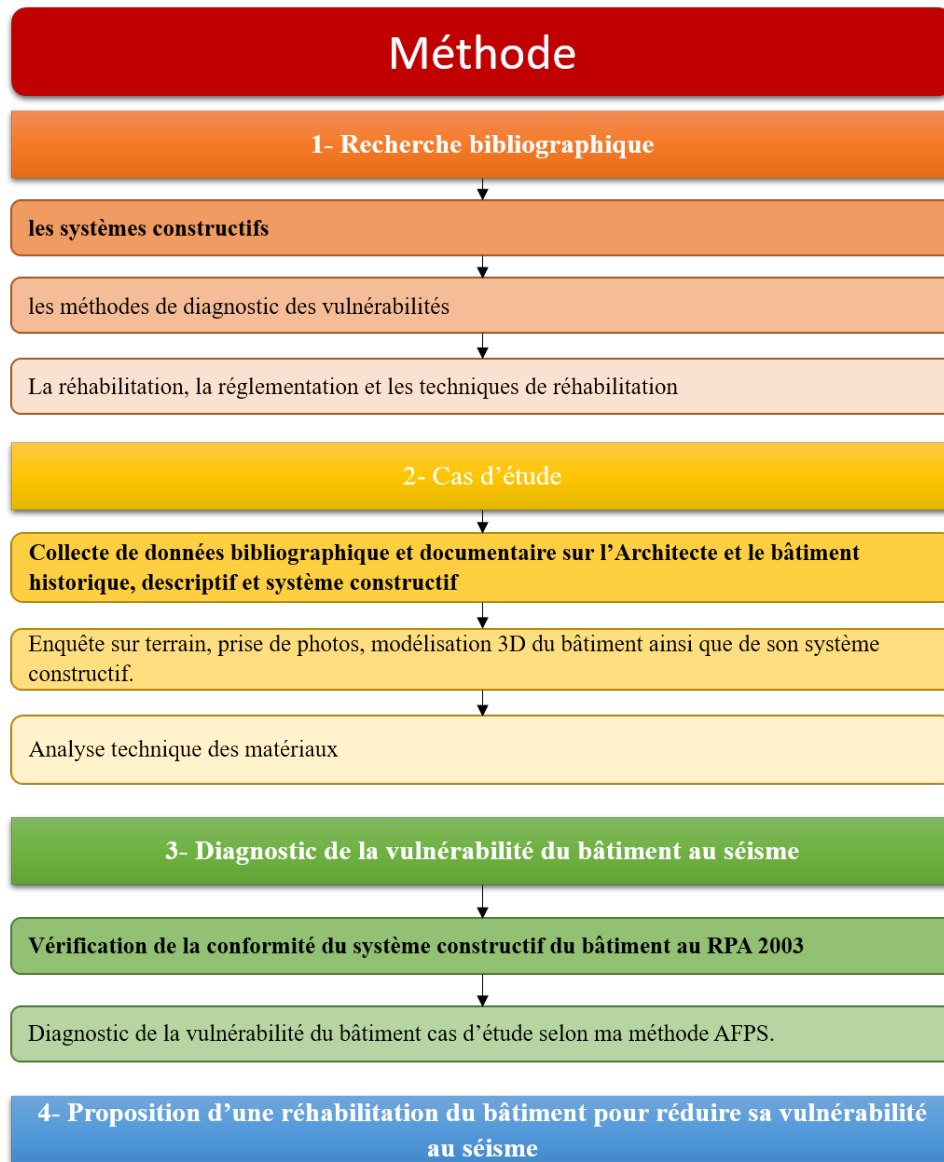 Méthode
1- Recherche bibliographique
les systèmes constructifs
les méthodes de diagnostic des vulnérabilités
La réhabilitation, la réglementation et les techniques de réhabilitation
2- Cas d’étude
Collecte de données bibliographique et documentaire sur l’Architecte et le bâtiment
historique, descriptif et système constructif
Enquête sur terrain, prise de photos, modélisation 3D du bâtiment ainsi que de son système
constructif.
Analyse technique des matériaux
3- Diagnostic de la vulnérabilité du bâtiment au séisme
Vérification de la conformité du système constructif du bâtiment au RPA 2003
Diagnostic de la vulnérabilité du bâtiment cas d’étude selon ma méthode AFPS.
4- Proposition d’une réhabilitation du bâtiment pour réduire sa vulnérabilité
au séisme